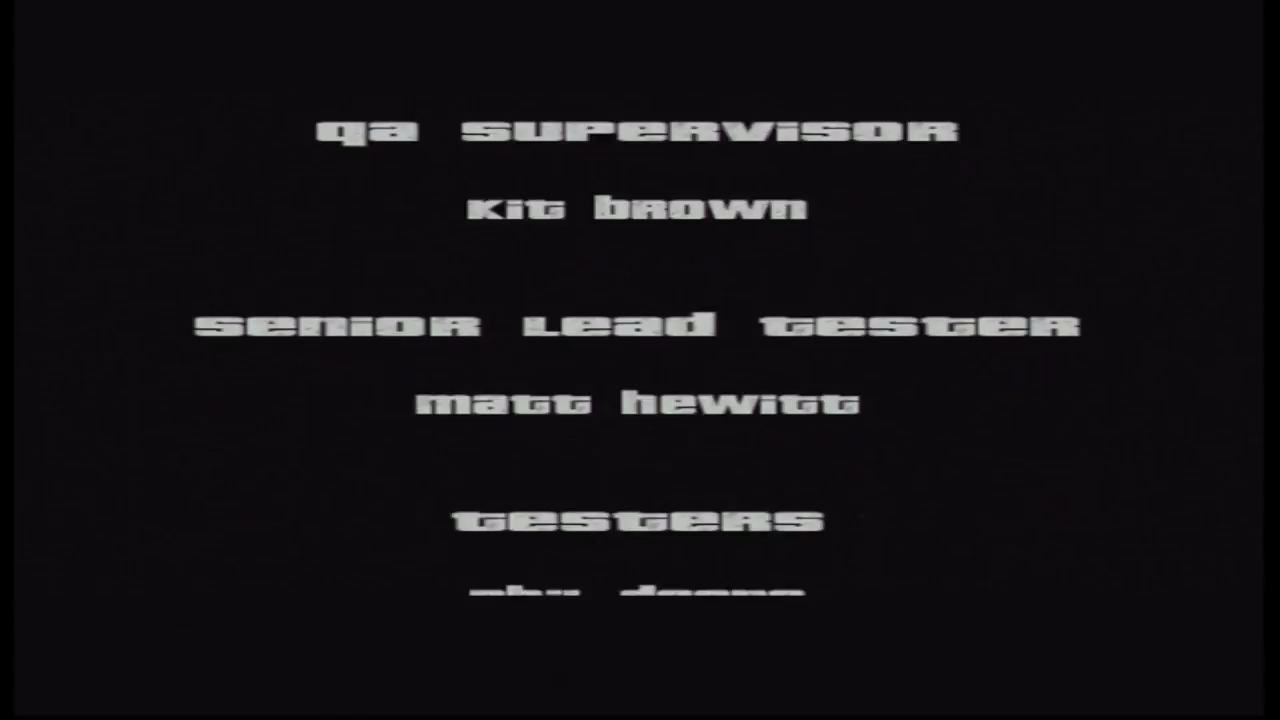 qa supervisor
kit brown
senior lead tester
matt hewitt
testers